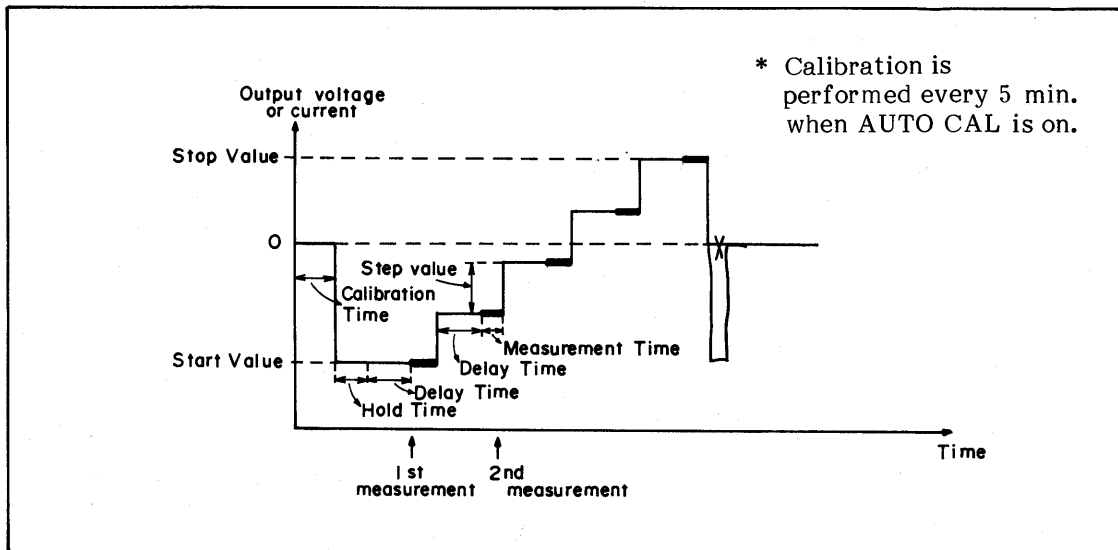 * Calibration is
performed every 5 min.
when AUTO CAL is on.
Output voltage
or current
Stop Value
0
Step value
Calibration
Time
Measurement Time
Start Value
Delay Time
Delay Time
Hold Time
Time
1st
measurement
2nd
measurement